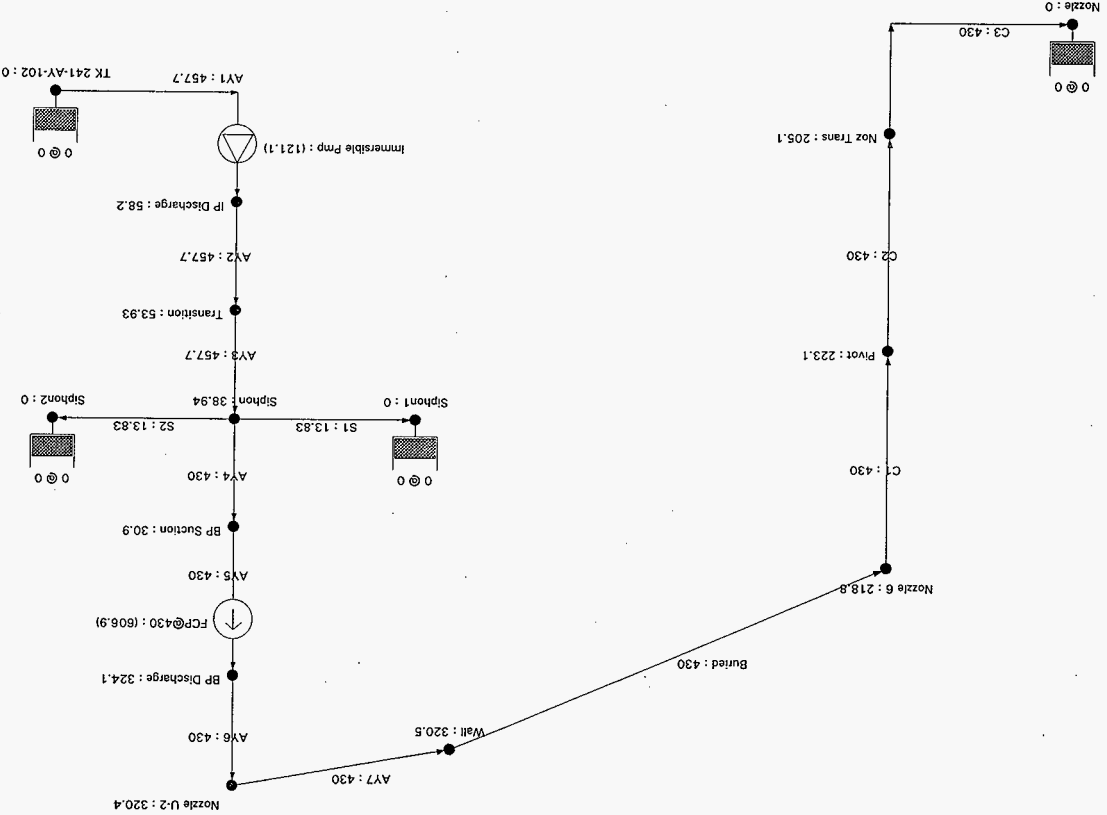 Nozzle U-2 : 320.4
AY7 : 430
AY6 : 430
Wall : 320.5
BP Discharge : 324.1
Buried : 430
FCP@430 : (606.9)
Nozzle 6 : 218.8
AY5 : 430
BP Suction : 30.9
0 @ 0
0 @ 0
C1 : 430
AY4 : 430
S1 : 13.83
S2 : 13.83
Siphon1 : 0
Siphon : 38.94
Siphon2 : 0
Pivot : 223.1
AY3 : 457.7
Transition : 53.93
C2 : 430
AY2 : 457.7
IP Discharge : 58.2
0 @ 0
Immersible Pmp : (121.1)
Noz Trans : 205.1
0 @ 0
AY1 : 457.7
TK 241-AY-102 : 0
C3 : 430
Nozzle : 0